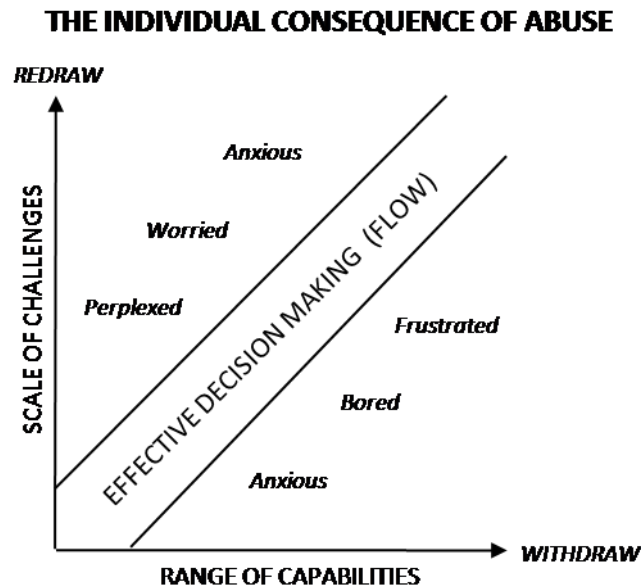 THE INDIVIDUAL CONSEQUENCE OF ABUSE
REDRAW
Anxious
Worried
Perplexed
SCALE OF CHALLENGES
EFFECTIVE DECISION MAKING (FLOW)
Frustrated
Bored
Anxious
WITHDRAW
RANGE OF CAPABILITIES